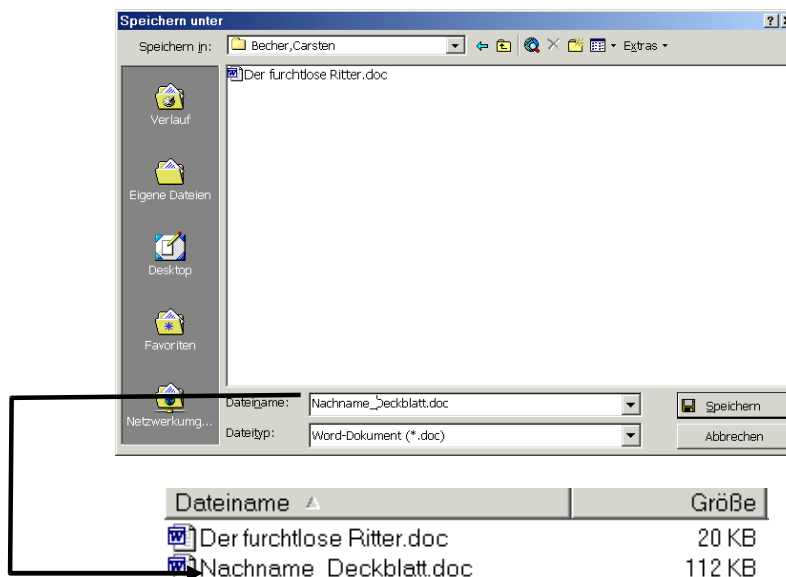 Speichern unter
Speichern in: Becher,Carsten Extras
Der furchtlose Ritter.doc
Verlauf
Eigene Dateien
Desktop
Favoriten
Netzwerkumg...
Dateiname: Nachname_Deckblatt.doc Speichern
Dateityp: Word-Dokument (*.doc) Abbrechen
Dateiname Größe
Der furchtlose Ritter.doc 20 KB
Nachname_Deckblatt.doc 112 KB